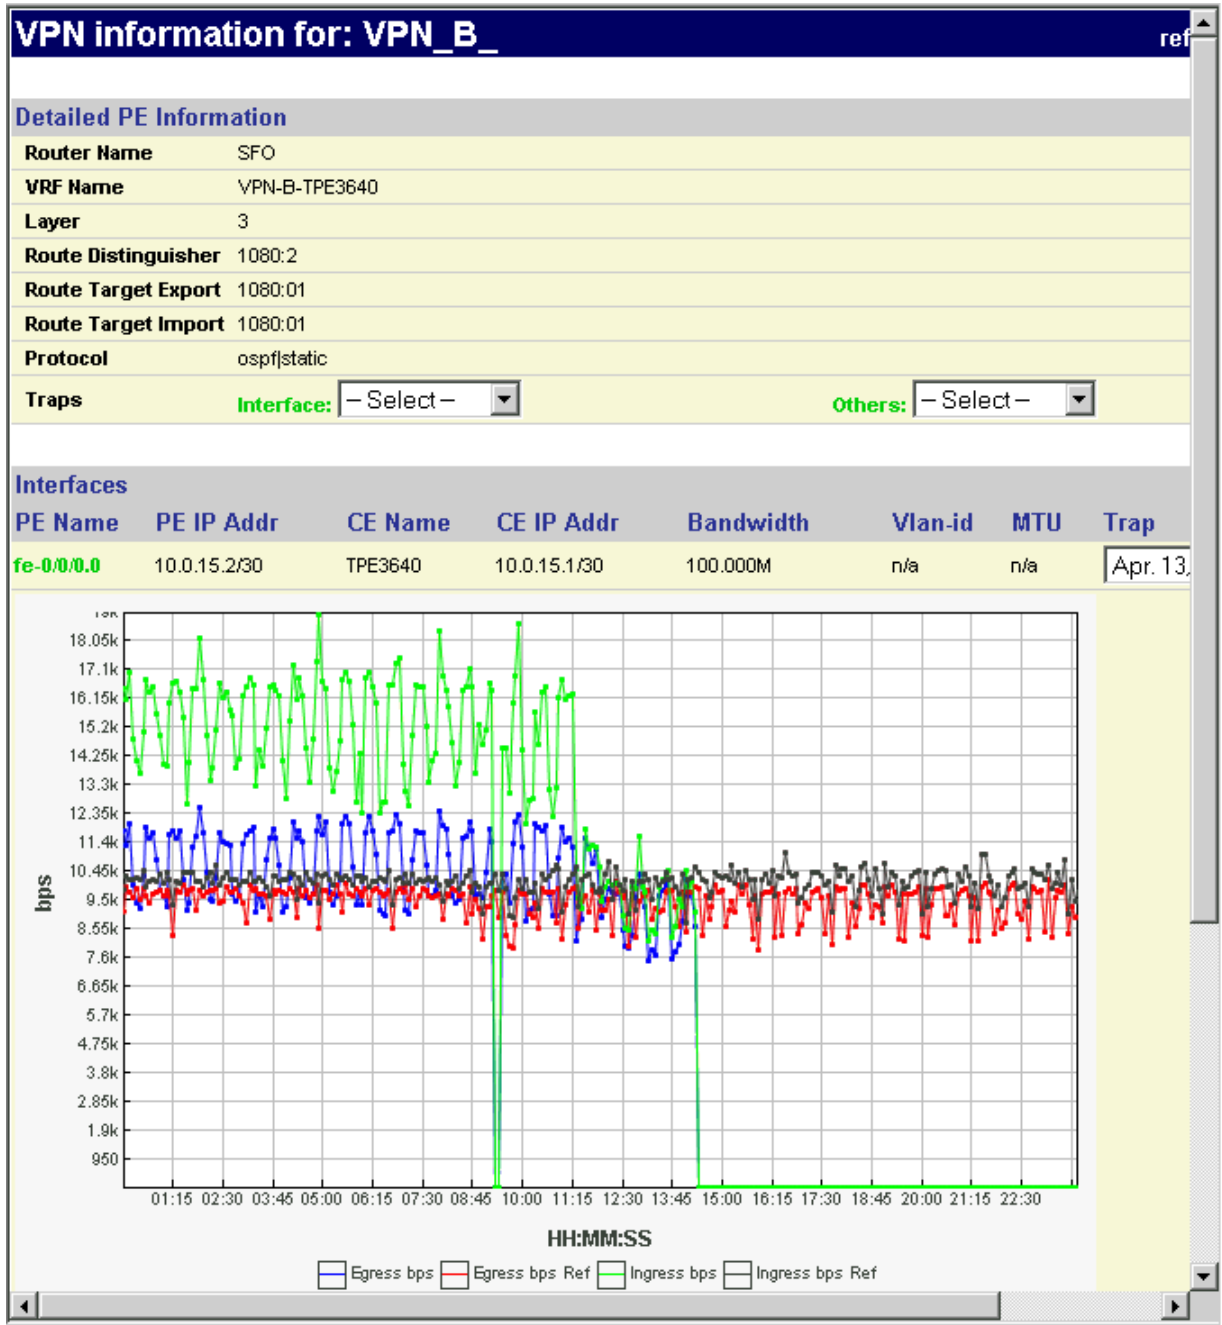 VPN information for: VPN_B_ ref
Detailed PE Information
Router Name SFO
VRF Name VPN-B-TPE3640
Layer 3
Route Distinguisher 1080:2
Route Target Export 1080:01
Route Target Import 1080:01
Protocol ospf|static
Traps Interface: -- Select -- Others: -- Select --
Interfaces
PE Name PE IP Addr CE Name CE IP Addr Bandwidth Vlan-id MTU Trap
fe-0/0/0.0 10.0.15.2/30 TPE3640 10.0.15.1/30 100.000M n/a n/a Apr. 13,
19k
18.05k
17.1k
16.15k
15.2k
14.25k
13.3k
12.35k
11.4k
10.45k
9.5k
8.55k
7.6k
6.65k
5.7k
4.75k
3.8k
2.85k
1.9k
950
bps
01:15 02:30 03:45 05:00 06:15 07:30 08:45 10:00 11:15 12:30 13:45 15:00 16:15 17:30 18:45 20:00 21:15 22:30
HH:MM:SS
Egress bps Egress bps Ref Ingress bps Ingress bps Ref